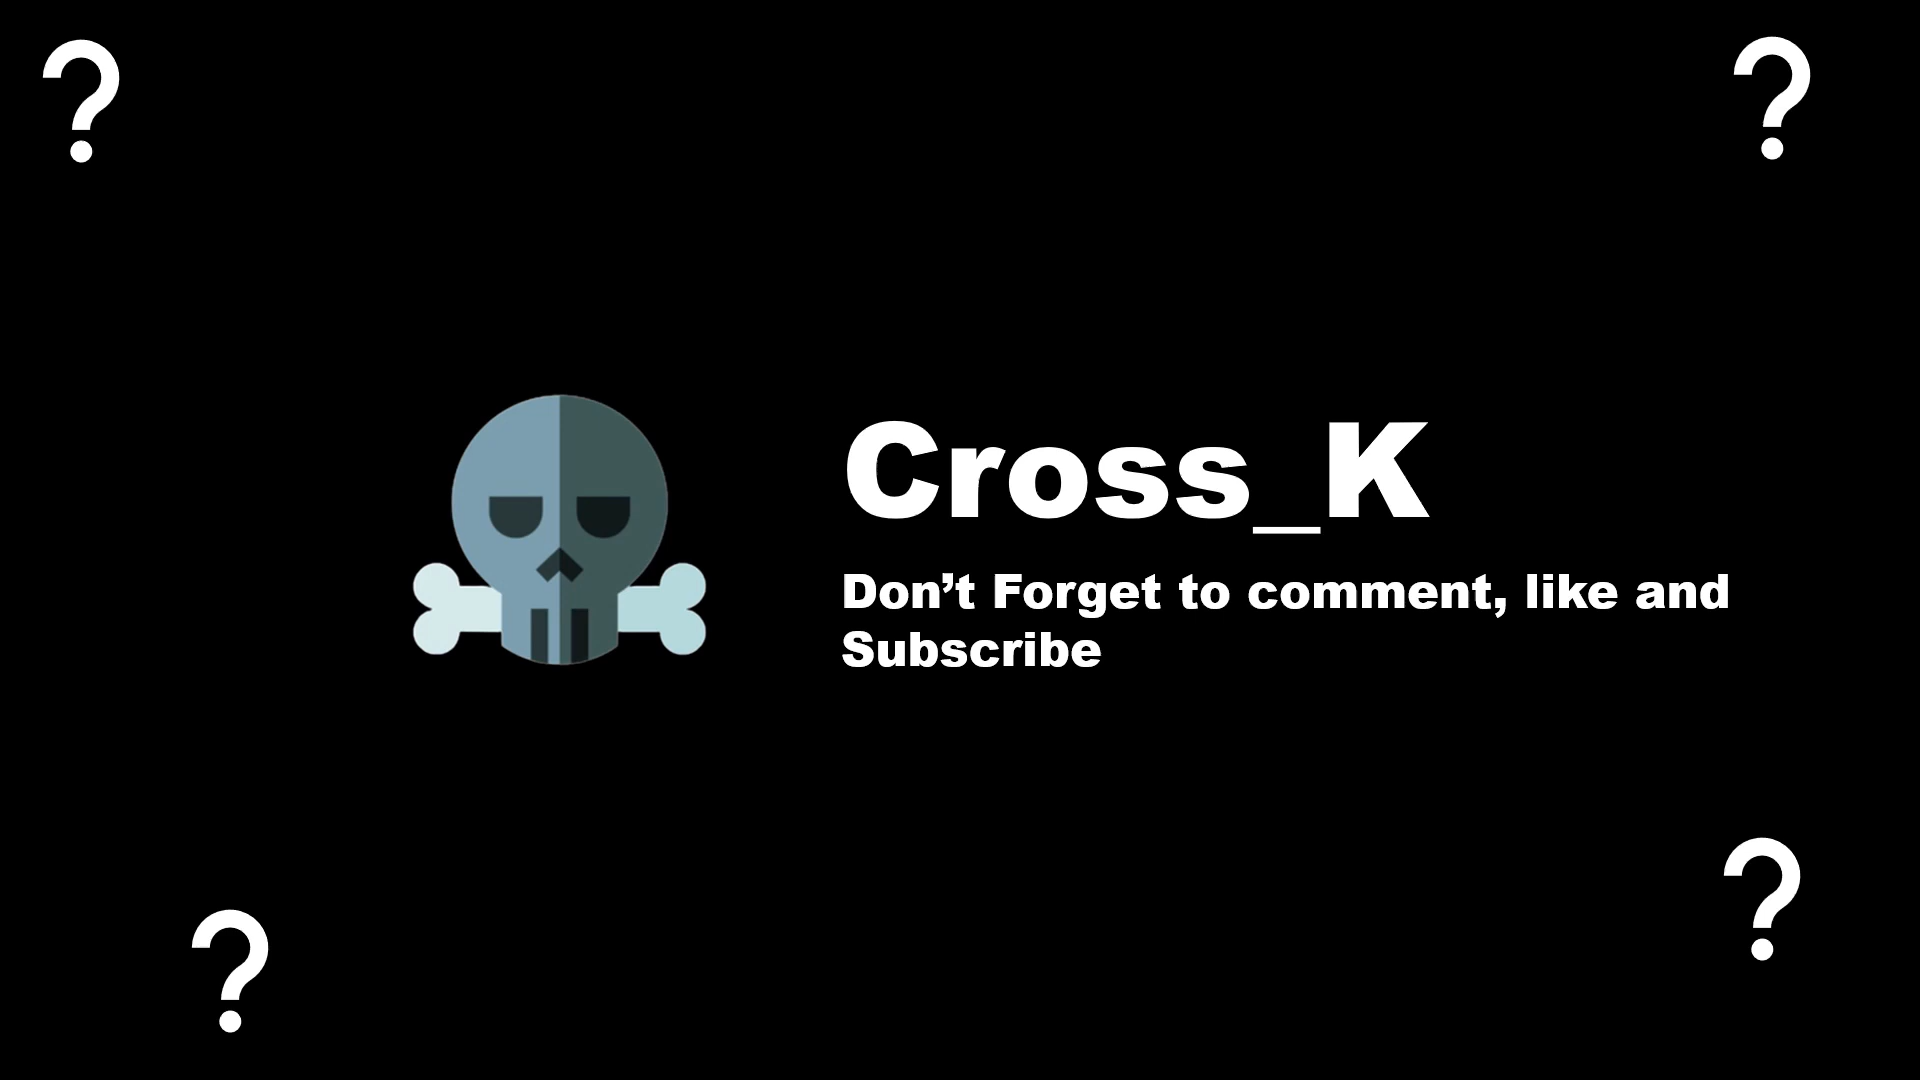 ? ?
Cross_K
Don’t Forget to comment, like and
Subscribe
?
?